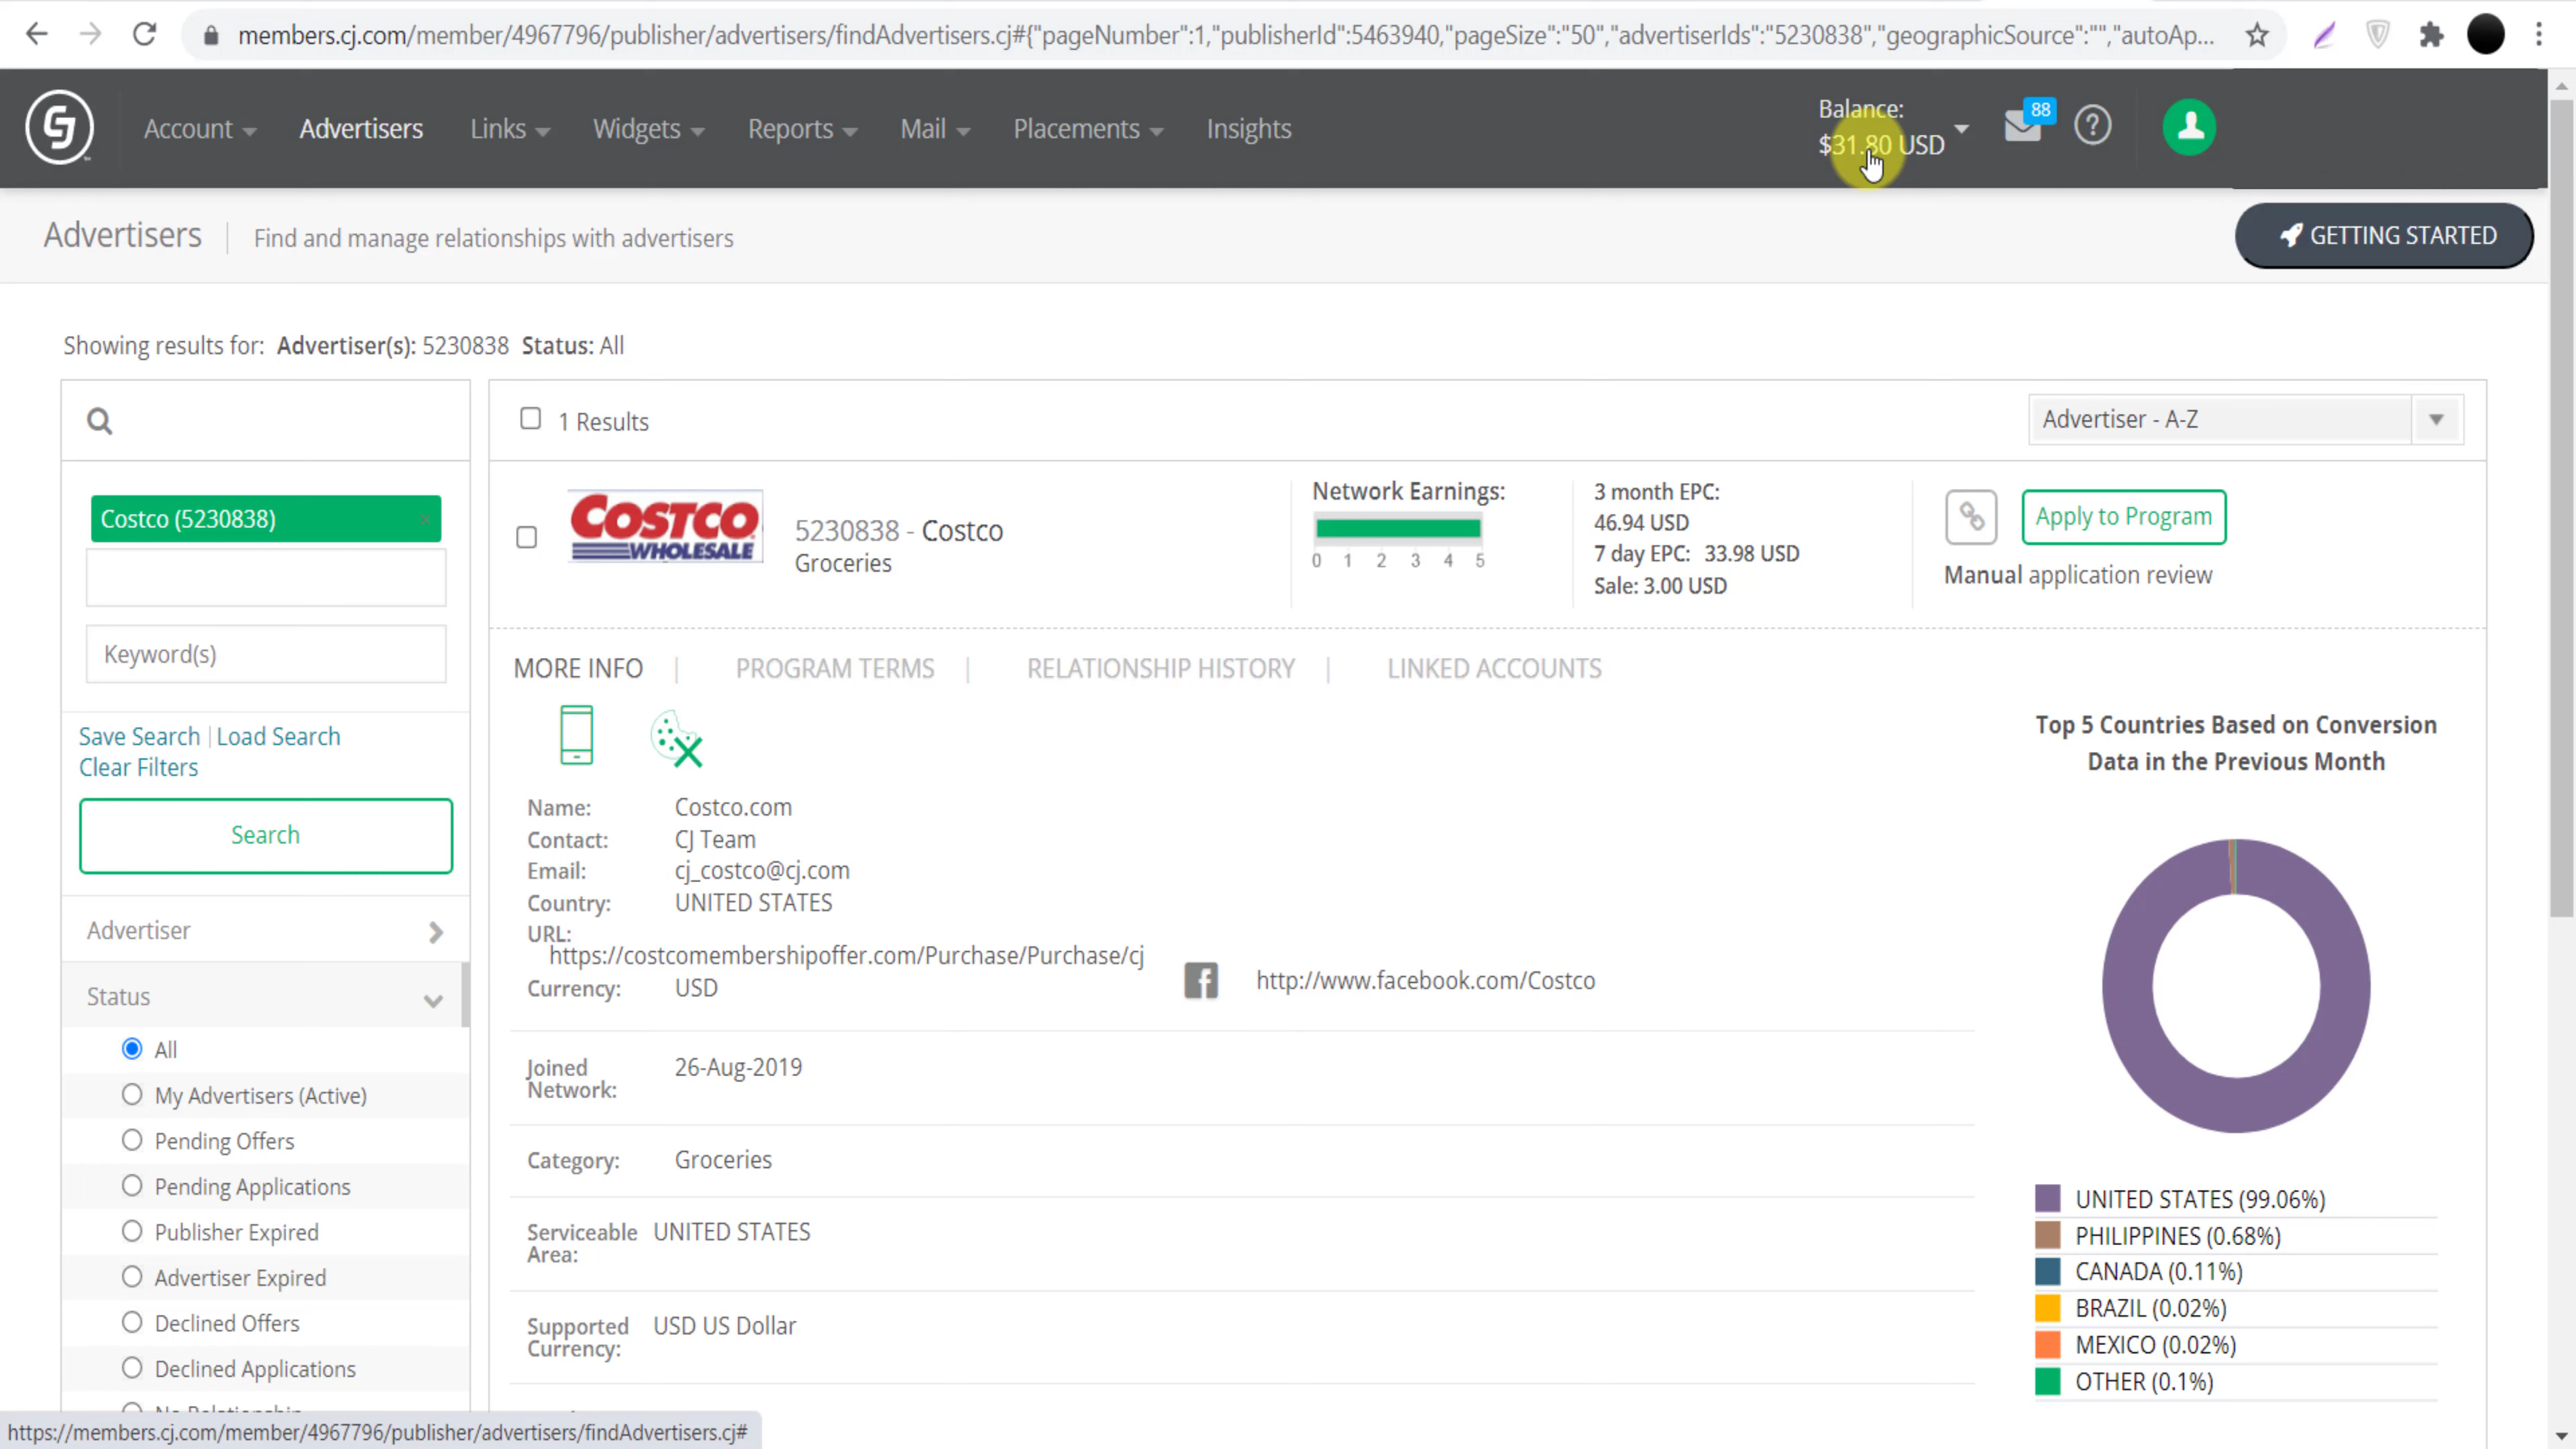 members.cj.com/member/4967796/publisher/advertisers/findAdvertisers.cj#{"pageNumber":1,"publisherId":5463940,"pageSize":"50","advertiserIds":"5230838","geographicSource":"","autoAp...
Account
Advertisers
Links
Widgets
Reports
Mail
Placements
Insights
Balance:
$31.80 USD
88
Advertisers
Find and manage relationships with advertisers
GETTING STARTED
Showing results for: Advertiser(s): 5230838 Status: All
1 Results
Advertiser - A-Z
Costco (5230838)
Keyword(s)
Save Search | Load Search
Clear Filters
Search
Advertiser
Status
All
My Advertisers (Active)
Pending Offers
Pending Applications
Publisher Expired
Advertiser Expired
Declined Offers
Declined Applications
COSTCO
WHOLESALE
5230838 - Costco
Groceries
Network Earnings:
0 1 2 3 4 5
3 month EPC:
46.94 USD
7 day EPC: 33.98 USD
Sale: 3.00 USD
Apply to Program
Manual application review
MORE INFO | PROGRAM TERMS | RELATIONSHIP HISTORY | LINKED ACCOUNTS
Name: Costco.com
Contact: CJ Team
Email: cj_costco@cj.com
Country: UNITED STATES
URL:
https://costcomembershipoffer.com/Purchase/Purchase/cj
Currency: USD
http://www.facebook.com/Costco
Joined
Network:
26-Aug-2019
Category: Groceries
Serviceable
Area:
UNITED STATES
Supported
Currency:
USD US Dollar
Top 5 Countries Based on Conversion
Data in the Previous Month
UNITED STATES (99.06%)
PHILIPPINES (0.68%)
CANADA (0.11%)
BRAZIL (0.02%)
MEXICO (0.02%)
OTHER (0.1%)
https://members.cj.com/member/4967796/publisher/advertisers/findAdvertisers.cj#